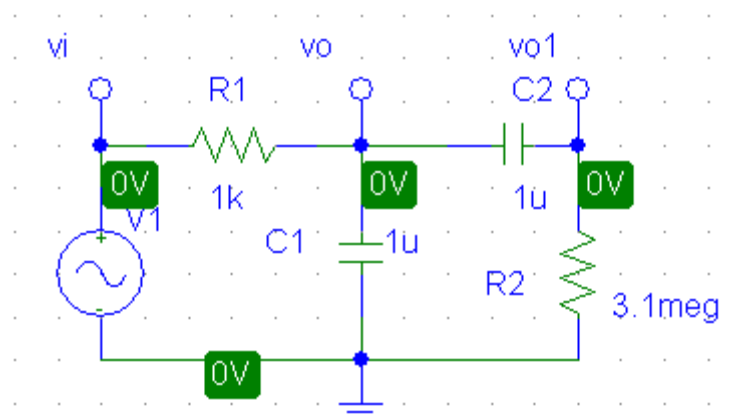 vi vo vo1
R1 C2
0V 0V 0V
1k 1u
V1
C1 1u
R2
3.1meg
0V